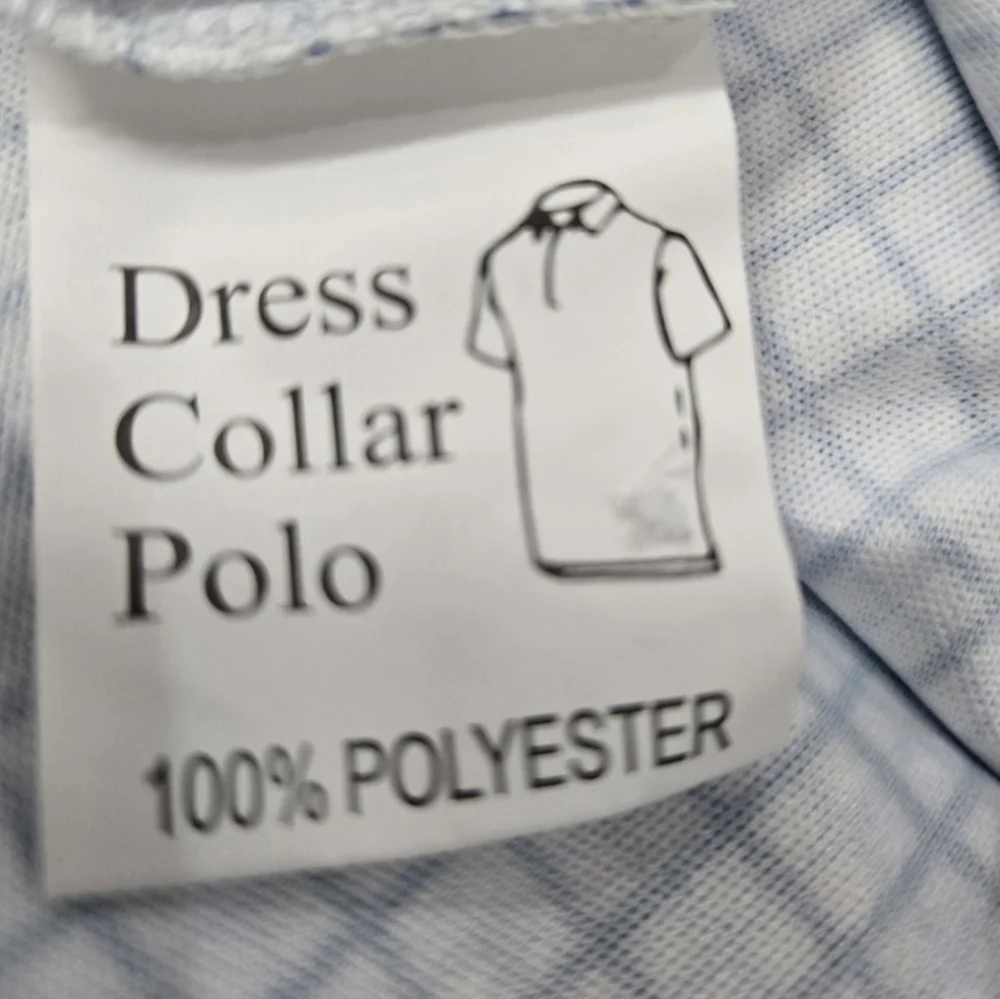 Dress
Collar
Polo
100% POLYESTER